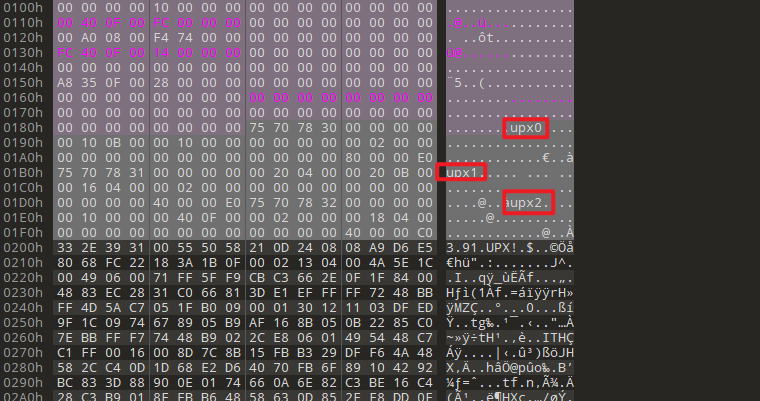 0100h 00 00 00 00 10 00 00 00 00 00 00 00 00 00 00 00 ................
0110h 00 40 0F 00 FC 00 00 00 00 00 00 00 00 00 00 00 .@..ü...........
0120h 00 A0 08 00 F4 74 00 00 00 00 00 00 00 00 00 00 . ..ôt..........
0130h FC 40 0F 00 14 00 00 00 00 00 00 00 00 00 00 00 ü@..............
0140h 00 00 00 00 00 00 00 00 00 00 00 00 00 00 00 00 ................
0150h A8 35 0F 00 28 00 00 00 00 00 00 00 00 00 00 00 ¨5..(...........
0160h 00 00 00 00 00 00 00 00 00 00 00 00 00 00 00 00 ................
0170h 00 00 00 00 00 00 00 00 00 00 00 00 00 00 00 00 ................
0180h 00 00 00 00 00 00 00 00 75 70 78 30 00 00 00 00 ........upx0....
0190h 00 10 0B 00 00 10 00 00 00 00 00 00 00 02 00 00 ................
01A0h 00 00 00 00 00 00 00 00 00 00 00 00 80 00 00 E0 ............€..à
01B0h 75 70 78 31 00 00 00 00 00 20 04 00 00 20 0B 00 upx1..... ... ..
01C0h 00 16 04 00 00 02 00 00 00 00 00 00 00 00 00 00 ................
01D0h 00 00 00 00 40 00 00 E0 75 70 78 32 00 00 00 00 ....@..àupx2....
01E0h 00 10 00 00 00 40 0F 00 00 02 00 00 00 18 04 00 .....@..........
01F0h 00 00 00 00 00 00 00 00 00 00 00 00 40 00 00 C0 ............@..À
0200h 33 2E 39 31 00 55 50 58 21 0D 24 08 08 A9 D6 E5 3.91.UPX!.$..©Öå
0210h 80 68 FC 22 18 3A 1B 0F 00 02 13 04 00 4A 5E 1C €hü".:.......J^.
0220h 00 49 06 00 71 FF 5F F9 CB C3 66 2E 0F 1F 84 00 .I..qÿ_ùËÃf...„.
0230h 48 83 EC 28 31 C0 66 81 3D E1 EF FF FF 72 48 BB Hƒì(1Àf.=áïÿÿrH»
0240h FF 4D 5A C7 05 1F B9 09 00 01 30 12 11 03 DF ED ÿMZÇ..¹...0...ßí
0250h 9F 1C 09 74 67 89 05 B9 AF 16 8B 05 0B 22 85 C0 Ÿ..tg‰.¹¯.‹.."…À
0260h 7E BB FF F7 74 48 B9 02 2C E8 06 01 49 54 48 C7 ~»ÿ÷tH¹.,è..ITHÇ
0270h C1 FF 00 16 00 8D 7C 8B 15 FB B3 29 DF F6 4A 48 Áÿ....|‹.û³)ßöJH
0280h 58 2C C4 0D 1D 68 E2 D6 40 70 FB 6F 89 10 42 92 X,Ä..hâÖ@pûo‰.B’
0290h BC 83 3D 88 90 0E 01 74 66 0A 6E 82 C3 BE 16 C4 ¼ƒ=ˆ...tf.n‚Ã¾.Ä